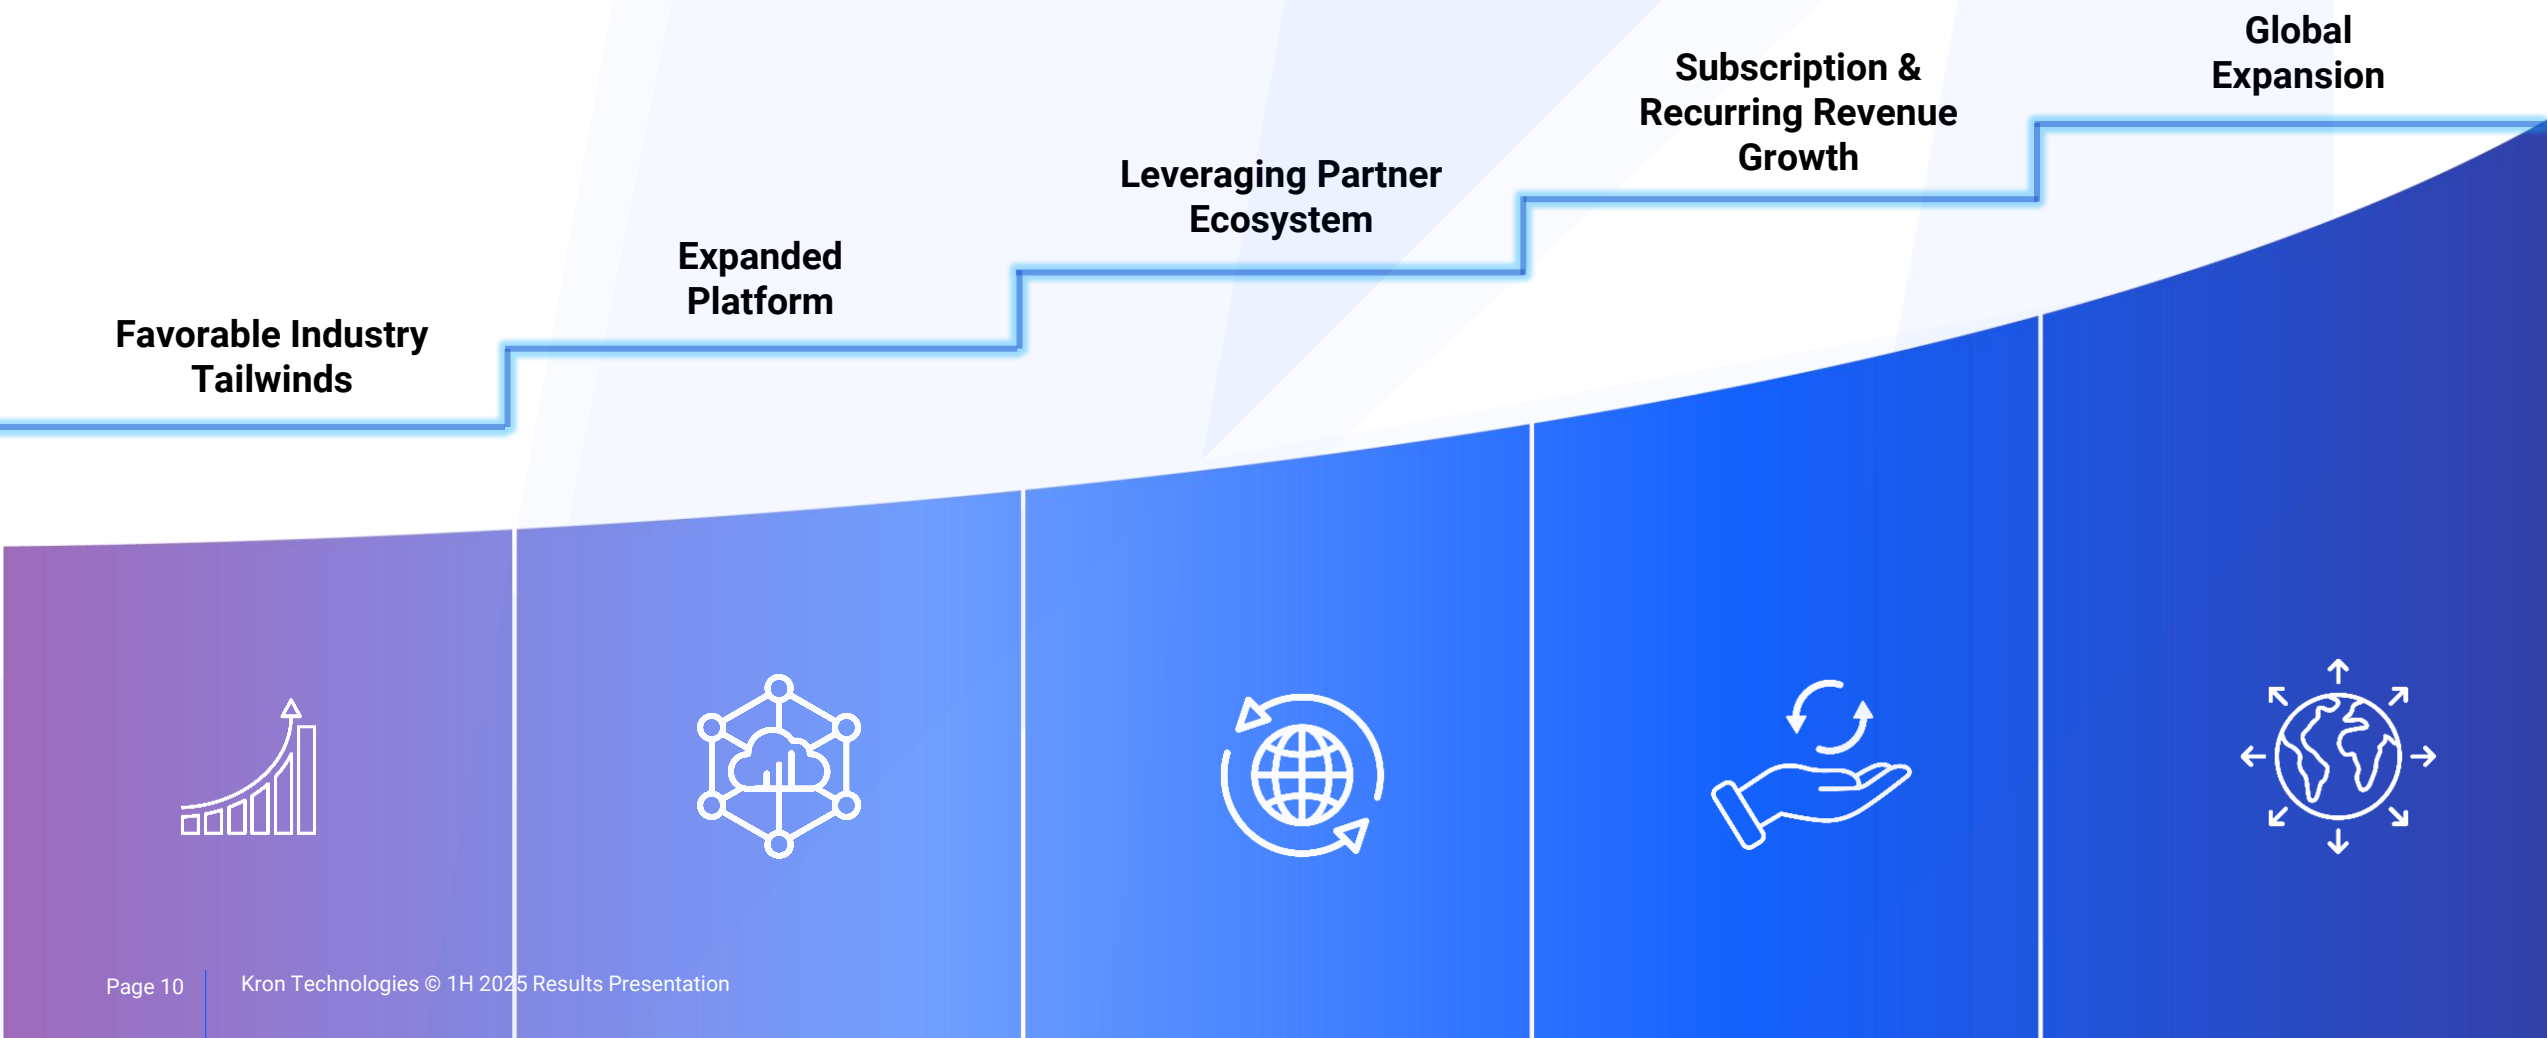 Favorable Industry
Tailwinds
Expanded
Platform
Leveraging Partner
Ecosystem
Subscription &
Recurring Revenue
Growth
Global
Expansion
Page 10
Kron Technologies © 1H 2025 Results Presentation